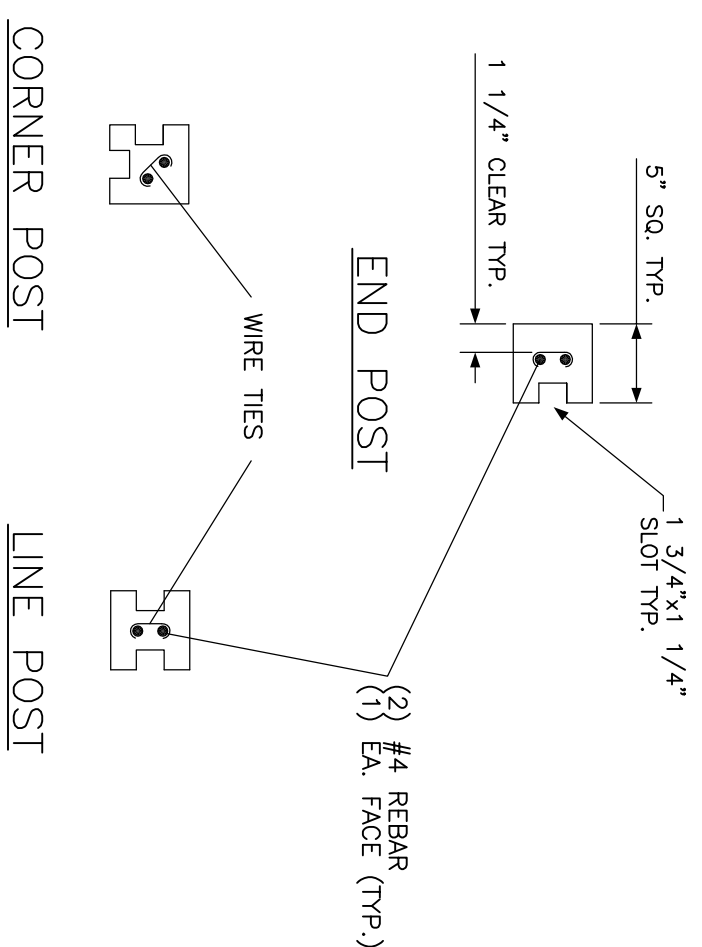 5" SQ. TYP.
1 3/4"x1 1/4"
SLOT TYP.
1 1/4" CLEAR TYP.
END POST
(2) #4 REBAR
(1) EA. FACE (TYP.)
WIRE TIES
CORNER POST
LINE POST